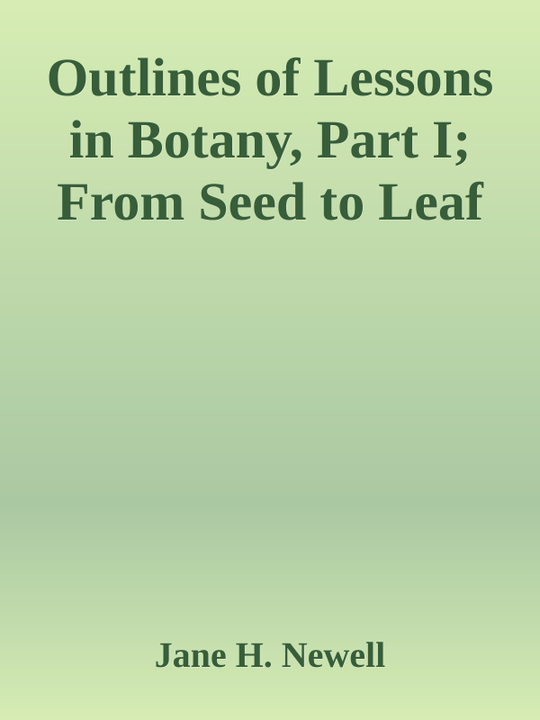 Outlines of Lessons
in Botany, Part I;
From Seed to Leaf
Jane H. Newell